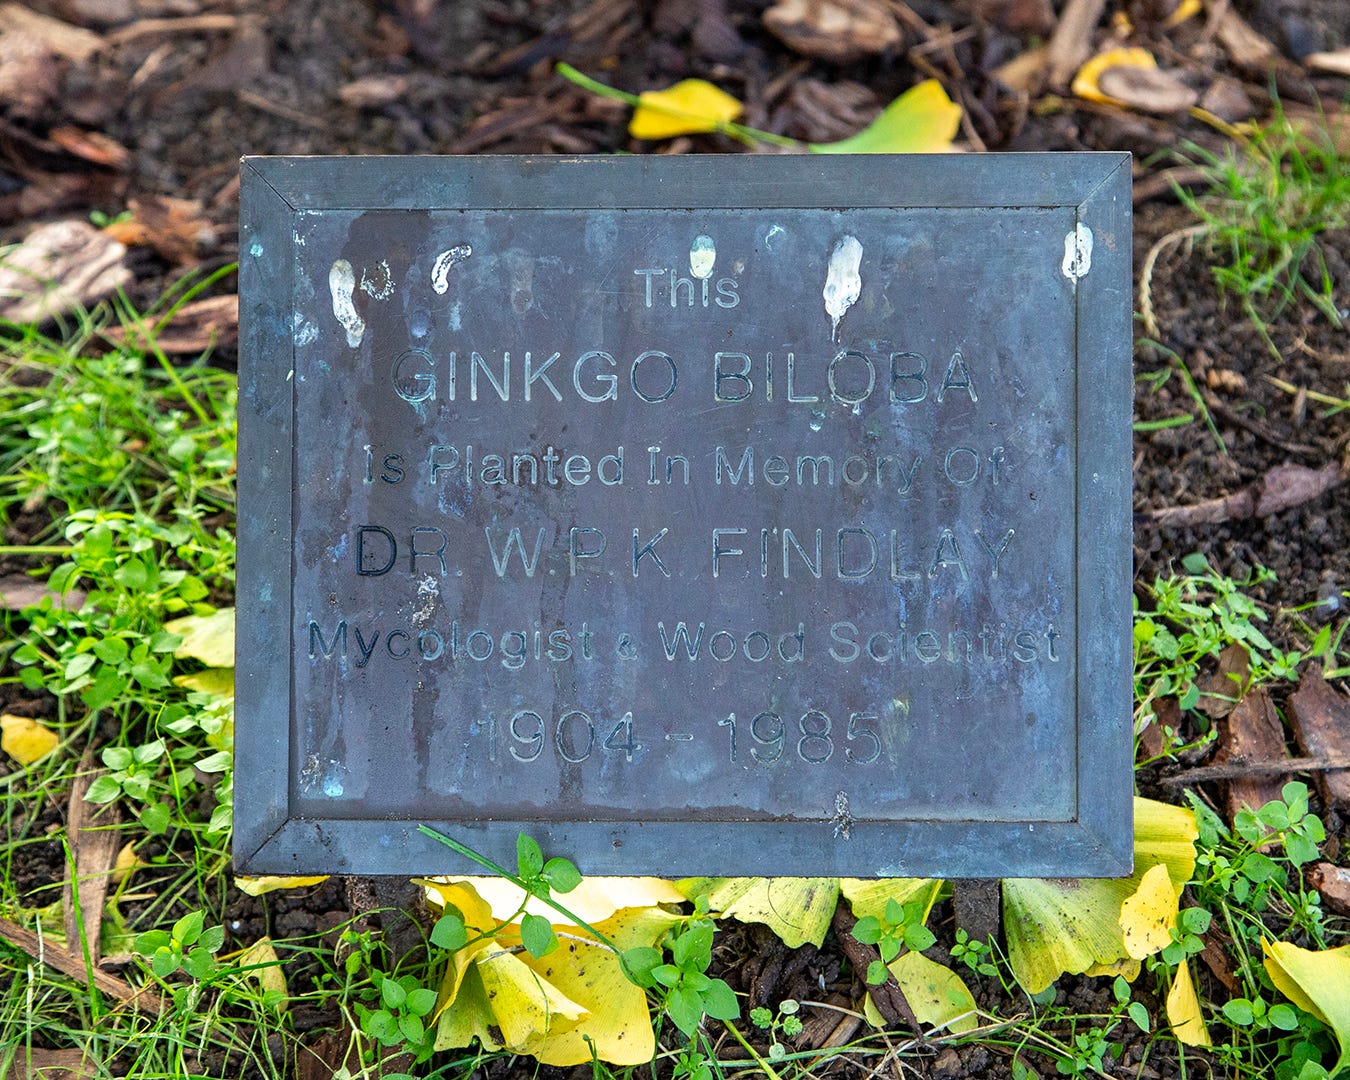 This
GINKGO BILOBA
Is Planted In Memory Of
DR. W.P.K. FINDLAY
Mycologist & Wood Scientist
1904 - 1985